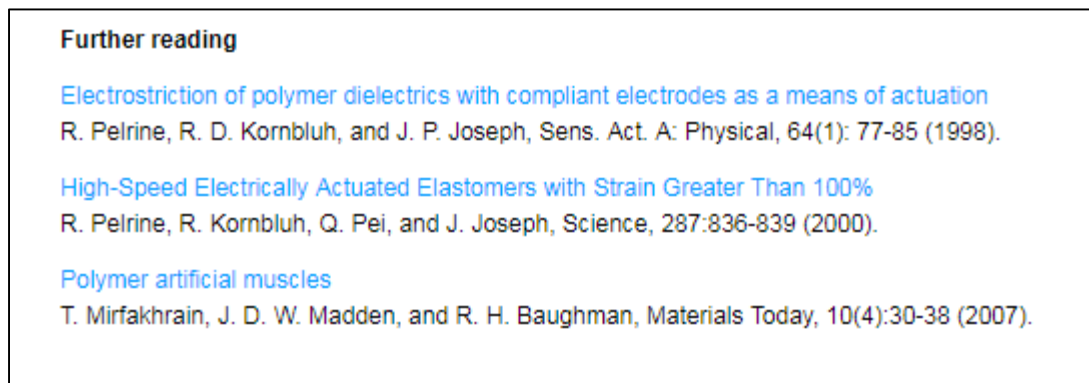 Further reading
Electrostriction of polymer dielectrics with compliant electrodes as a means of actuation
R. Pelrine, R. D. Kornbluh, and J. P. Joseph, Sens. Act. A: Physical, 64(1): 77-85 (1998).
High-Speed Electrically Actuated Elastomers with Strain Greater Than 100%
R. Pelrine, R. Kornbluh, Q. Pei, and J. Joseph, Science, 287:836-839 (2000).
Polymer artificial muscles
T. Mirfakhrain, J. D. W. Madden, and R. H. Baughman, Materials Today, 10(4):30-38 (2007).